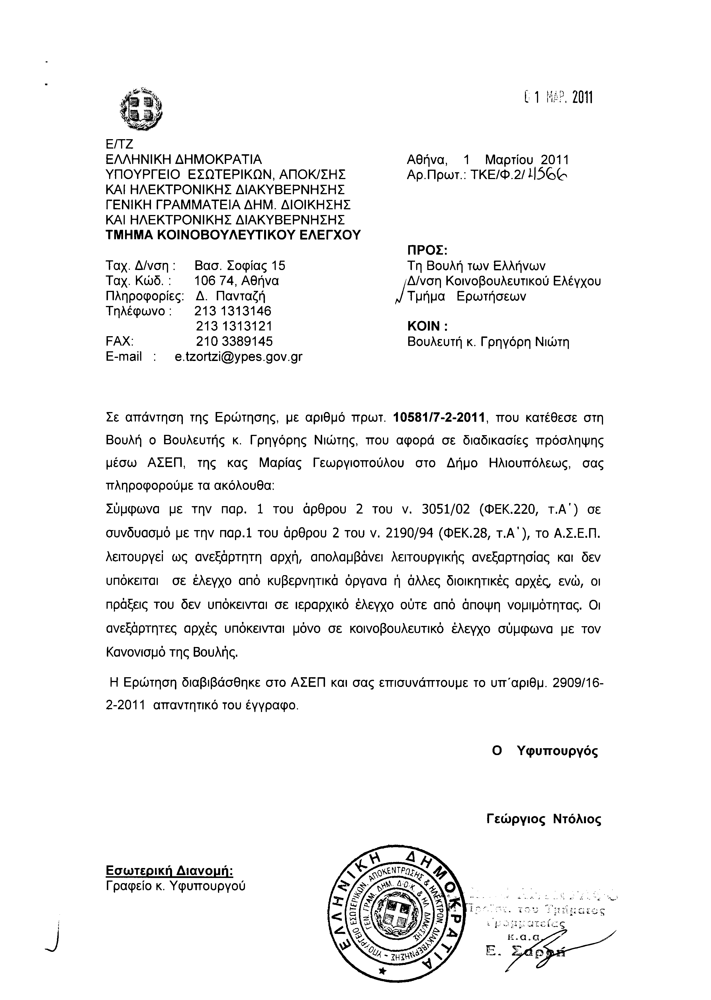 01 ΜΑΡ. 2011
Ε/ΤΖ
ΕΛΛΗΝΙΚΗ ΔΗΜΟΚΡΑΤΙΑ
ΥΠΟΥΡΓΕΙΟ ΕΣΩΤΕΡΙΚΩΝ, ΑΠΟΚ/ΣΗΣ
ΚΑΙ ΗΛΕΚΤΡΟΝΙΚΗΣ ΔΙΑΚΥΒΕΡΝΗΣΗΣ
ΓΕΝΙΚΗ ΓΡΑΜΜΑΤΕΙΑ ΔΗΜ. ΔΙΟΙΚΗΣΗΣ
ΚΑΙ ΗΛΕΚΤΡΟΝΙΚΗΣ ΔΙΑΚΥΒΕΡΝΗΣΗΣ
ΤΜΗΜΑ ΚΟΙΝΟΒΟΥΛΕΥΤΙΚΟΥ ΕΛΕΓΧΟΥ
Αθήνα, 1 Μαρτίου 2011
Αρ.Πρωτ.: ΤΚΕ/Φ.2/
Ταχ. Δ/νση : Βασ. Σοφίας 15
Ταχ. Κώδ. : 106 74, Αθήνα
Πληροφορίες: Δ. Πανταζή
Τηλέφωνο : 213 1313146
213 1313121
FAX: 210 3389145
E-mail : e.tzortzi@ypes.gov.gr
ΠΡΟΣ:
Τη Βουλή των Ελλήνων
Δ/νση Κοινοβουλευτικού Ελέγχου
Τμήμα Ερωτήσεων
ΚΟΙΝ :
Βουλευτή κ. Γρηγόρη Νιώτη
Σε απάντηση της Ερώτησης, με αριθμό πρωτ. 10581/7-2-2011, που κατέθεσε στη
Βουλή ο Βουλευτής κ. Γρηγόρης Νιώτης, που αφορά σε διαδικασίες πρόσληψης
μέσω ΑΣΕΠ, της κας Μαρίας Γεωργιοπούλου στο Δήμο Ηλιουπόλεως, σας
πληροφορούμε τα ακόλουθα:
Σύμφωνα με την παρ. 1 του άρθρου 2 του ν. 3051/02 (ΦΕΚ.220, τ.Α΄) σε
συνδυασμό με την παρ.1 του άρθρου 2 του ν. 2190/94 (ΦΕΚ.28, τ.Α΄), το Α.Σ.Ε.Π.
λειτουργεί ως ανεξάρτητη αρχή, απολαμβάνει λειτουργικής ανεξαρτησίας και δεν
υπόκειται σε έλεγχο από κυβερνητικά όργανα ή άλλες διοικητικές αρχές, ενώ, οι
πράξεις του δεν υπόκεινται σε ιεραρχικό έλεγχο ούτε από άποψη νομιμότητας. Οι
ανεξάρτητες αρχές υπόκεινται μόνο σε κοινοβουλευτικό έλεγχο σύμφωνα με τον
Κανονισμό της Βουλής.
Η Ερώτηση διαβιβάσθηκε στο ΑΣΕΠ και σας επισυνάπτουμε το υπ΄αριθμ. 2909/16-
2-2011 απαντητικό του έγγραφο.
Ο Υφυπουργός
Γεώργιος Ντόλιος
Εσωτερική Διανομή:
Γραφείο κ. Υφυπουργού
ΕΛΛΗΝΙΚΗ ΔΗΜΟΚΡΑΤΙΑ
ΥΠΟΥΡΓΕΙΟ ΕΣΩΤΕΡΙΚΩΝ, ΑΠΟΚΕΝΤΡΩΣΗΣ & ΗΛΕΚΤΡΟΝ. ΔΙΑΚΥΒΕΡΝΗΣΗΣ -
ΓΕΝ. ΓΡΑΜ. ΔΗΜ. ΔΙΟΙΚ. & ΗΛ. ΔΙΑΚ/ΣΗΣ
Η Προϊστ. του Τμήματος
Γραμματείας
κ.α.α.
Ε. Σαρρή